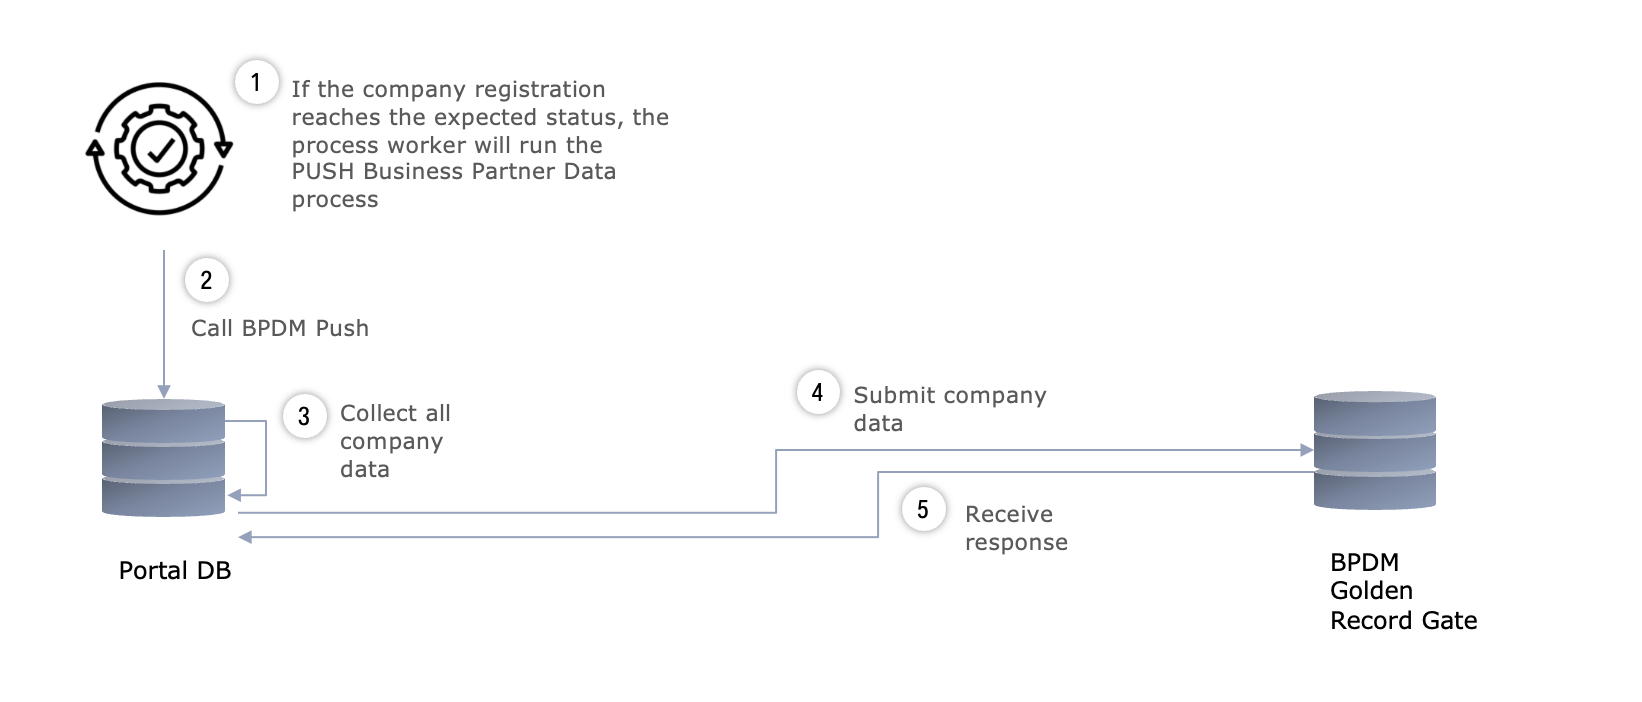 1
If the company registration
reaches the expected status, the
process worker will run the
PUSH Business Partner Data
process
2
Call BPDM Push
3
Collect all
company
data
4
Submit company
data
5
Receive
response
Portal DB
BPDM
Golden
Record Gate